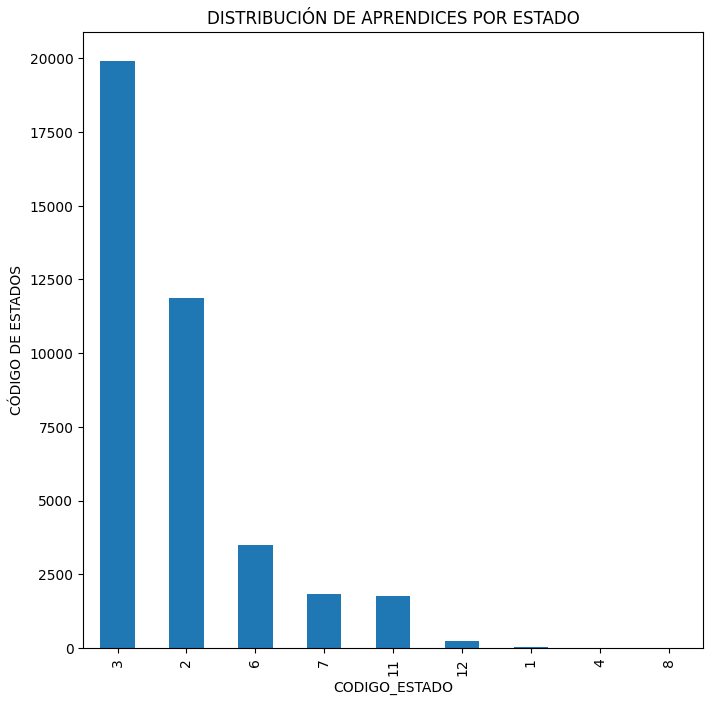 DISTRIBUCIÓN DE APRENDICES POR ESTADO
20000
17500
15000
12500
10000
7500
5000
2500
0
CÓDIGO DE ESTADOS
3 2 6 7 11 12 1 4 8
CODIGO_ESTADO